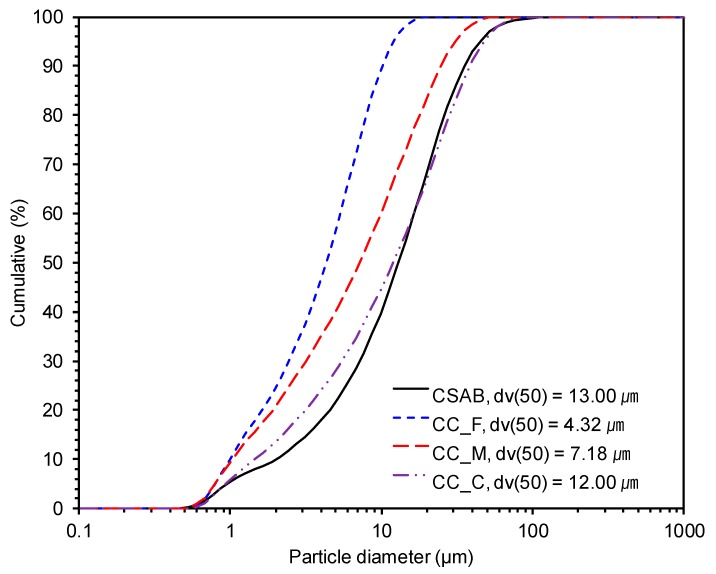 100
90
80
70
60
50
40
30
20
10
0
Cumulative (%)
CSAB, dv(50) = 13.00 ㎛
CC_F, dv(50) = 4.32 ㎛
CC_M, dv(50) = 7.18 ㎛
CC_C, dv(50) = 12.00 ㎛
0.1 1 10 100 1000
Particle diameter (µm)